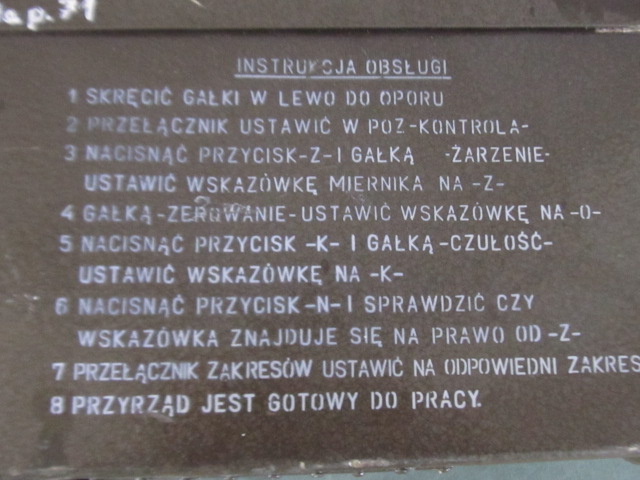 p. 71
INSTRUKCJA OBSŁUGI
1 SKRĘCIĆ GAŁKI W LEWO DO OPORU
2 PRZEŁĄCZNIK USTAWIĆ W POZ-KONTROLA-
3 NACISNĄĆ PRZYCISK-Z-I GAŁKĄ -ŻARZENIE-
USTAWIĆ WSKAZÓWKĘ MIERNIKA NA -Z-
4 GAŁKĄ-ZEROWANIE-USTAWIĆ WSKAZÓWKĘ NA -0-
5 NACISNĄĆ PRZYCISK -K- I GAŁKĄ-CZUŁOŚĆ-
USTAWIĆ WSKAZÓWKĘ NA -K-
6 NACISNĄĆ PRZYCISK-N-I SPRAWDZIĆ CZY
WSKAZÓWKA ZNAJDUJE SIĘ NA PRAWO OD -Z-
7 PRZEŁĄCZNIK ZAKRESÓW USTAWIĆ NA ODPOWIEDNI ZAKRES
8 PRZYRZĄD JEST GOTOWY DO PRACY.